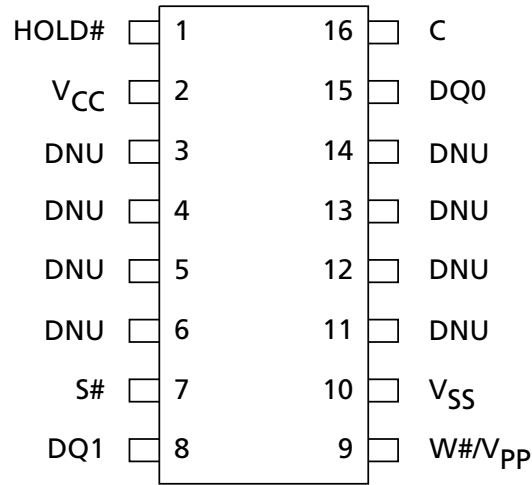 HOLD# 1 16 C
VCC 2 15 DQ0
DNU 3 14 DNU
DNU 4 13 DNU
DNU 5 12 DNU
DNU 6 11 DNU
S# 7 10 VSS
DQ1 8 9 W#/VPP